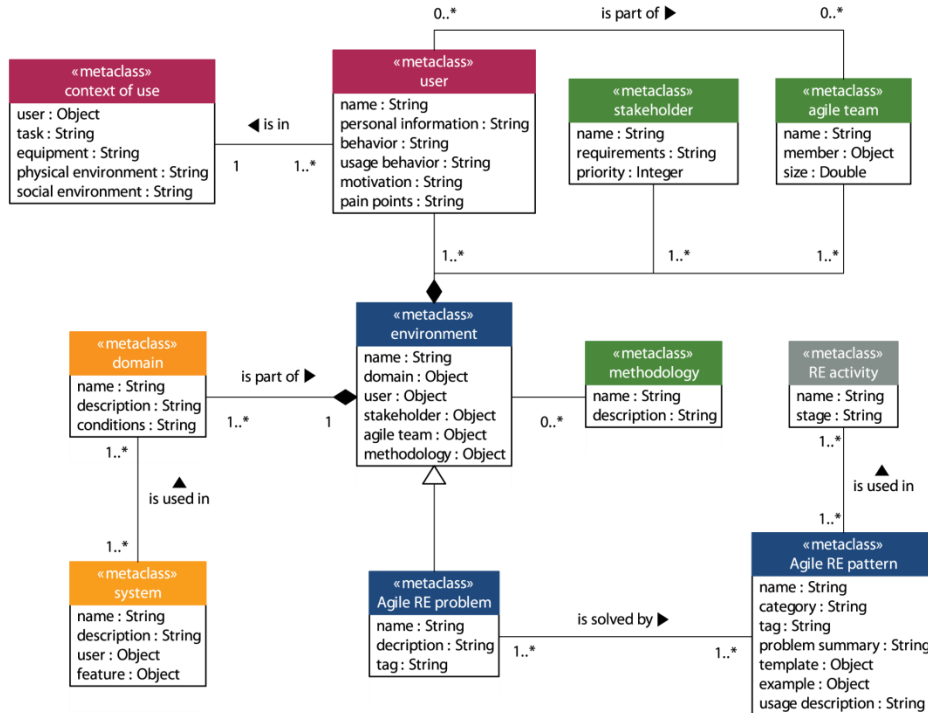 0..*
is part of ▶
0..*
«metaclass»
context of use
user : Object
task : String
equipment : String
physical environment : String
social environment : String
◀ is in
1
1..*
«metaclass»
user
name : String
personal information : String
behavior : String
usage behavior : String
motivation : String
pain points : String
«metaclass»
stakeholder
name : String
requirements : String
priority : Integer
«metaclass»
agile team
name : String
member : Object
size : Double
1..*
1..*
1..*
«metaclass»
domain
name : String
description : String
conditions : String
is part of ▶
1..*
1
«metaclass»
environment
name : String
domain : Object
user : Object
stakeholder : Object
agile team : Object
methodology : Object
0..*
«metaclass»
methodology
name : String
description : String
«metaclass»
RE activity
name : String
stage : String
1..*
▲
is used in
1..*
1..*
▲
is used in
1..*
«metaclass»
system
name : String
description : String
user : Object
feature : Object
«metaclass»
Agile RE problem
name : String
decription : String
tag : String
is solved by ▶
1..*
1..*
«metaclass»
Agile RE pattern
name : String
category : String
tag : String
problem summary : String
template : Object
example : Object
usage description : String